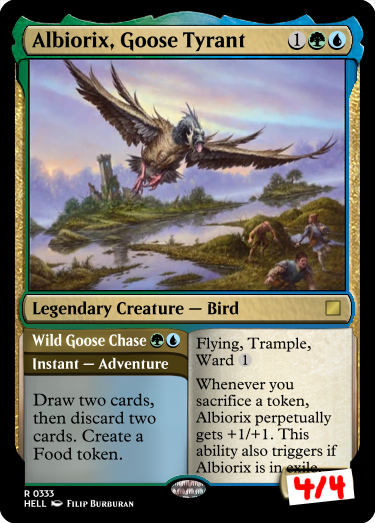 Albiorix, Goose Tyrant 1
Legendary Creature — Bird
Wild Goose Chase
Instant — Adventure
Draw two cards,
then discard two
cards. Create a
Food token.
Flying, Trample,
Ward 1
Whenever you
sacrifice a token,
Albiorix perpetually
gets +1/+1. This
ability also triggers if
Albiorix is in exile.
4/4
R 0333
HELL Filip Burburan